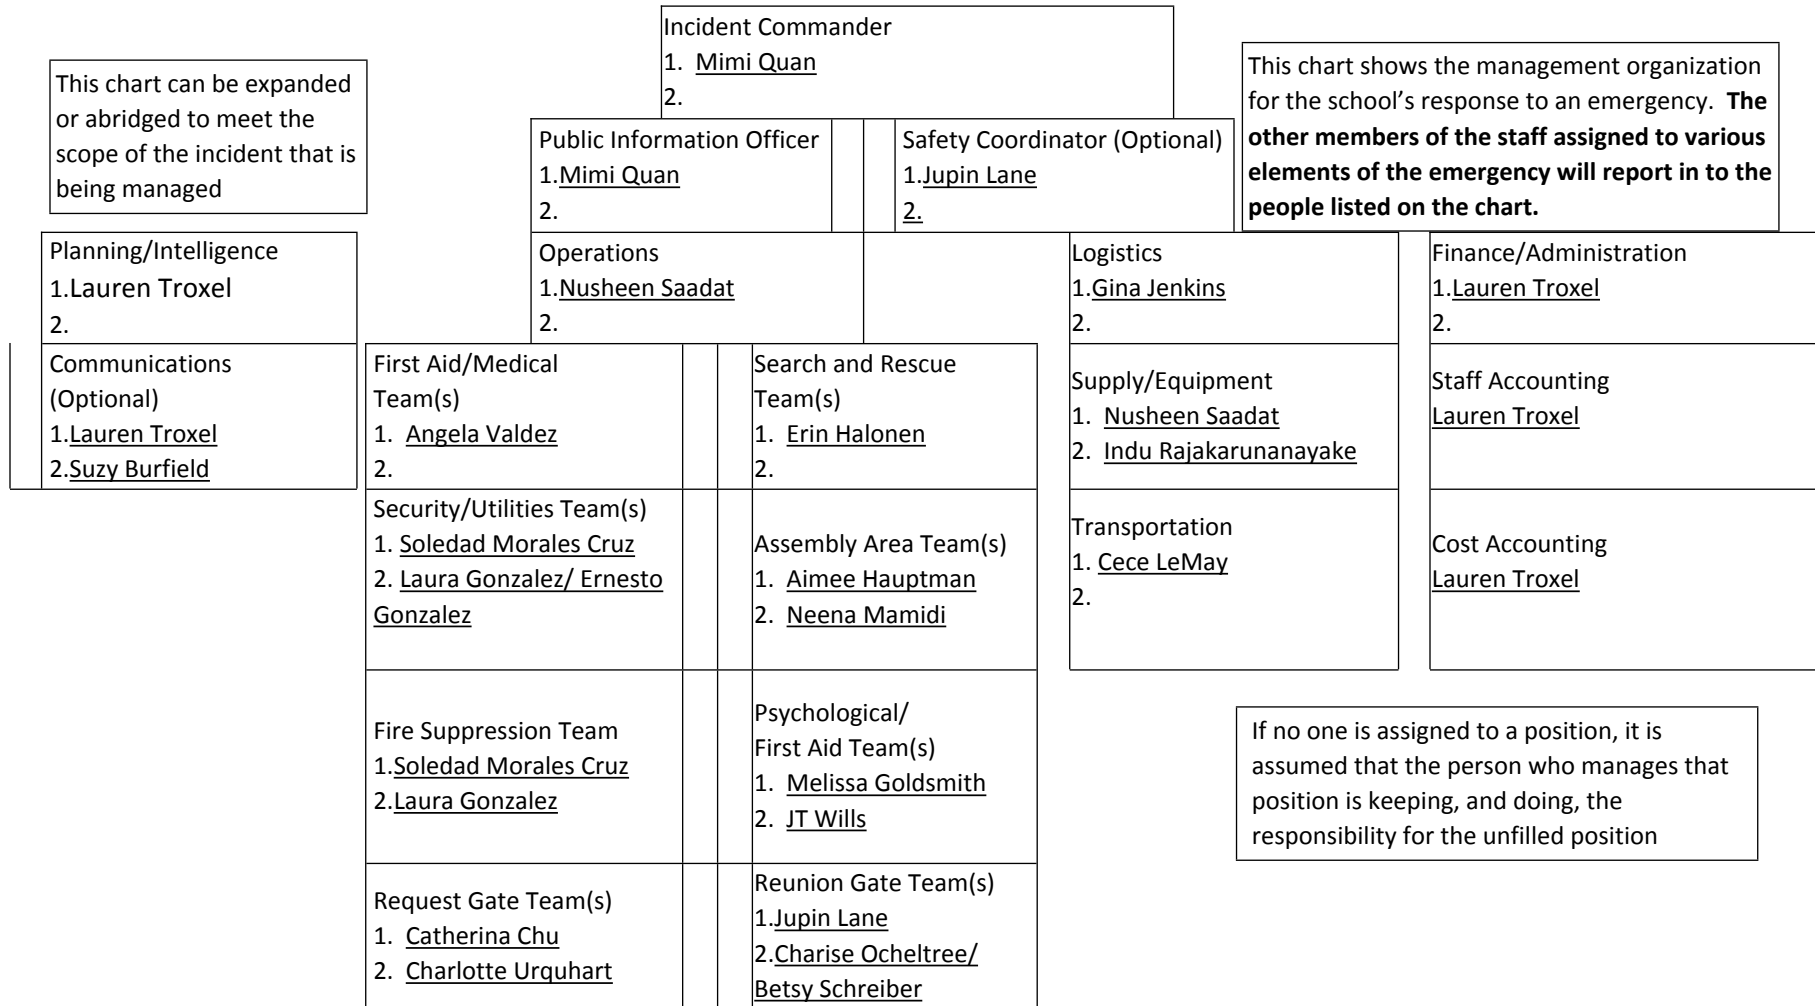 Incident Commander
1. Mimi Quan
2.
This chart can be expanded
or abridged to meet the
scope of the incident that is
being managed
This chart shows the management organization
for the school’s response to an emergency. The
other members of the staff assigned to various
elements of the emergency will report in to the
people listed on the chart.
Public Information Officer
1.Mimi Quan
2.
Safety Coordinator (Optional)
1.Jupin Lane
2.
Planning/Intelligence
1.Lauren Troxel
2.
Operations
1.Nusheen Saadat
2.
Logistics
1.Gina Jenkins
2.
Finance/Administration
1.Lauren Troxel
2.
Communications
(Optional)
1.Lauren Troxel
2.Suzy Burfield
First Aid/Medical
Team(s)
1. Angela Valdez
2.
Search and Rescue
Team(s)
1. Erin Halonen
2.
Supply/Equipment
1. Nusheen Saadat
2. Indu Rajakarunanayake
Staff Accounting
Lauren Troxel
Security/Utilities Team(s)
1. Soledad Morales Cruz
2. Laura Gonzalez/ Ernesto
Gonzalez
Assembly Area Team(s)
1. Aimee Hauptman
2. Neena Mamidi
Transportation
1. Cece LeMay
2.
Cost Accounting
Lauren Troxel
Fire Suppression Team
1.Soledad Morales Cruz
2.Laura Gonzalez
Psychological/
First Aid Team(s)
1. Melissa Goldsmith
2. JT Wills
If no one is assigned to a position, it is
assumed that the person who manages that
position is keeping, and doing, the
responsibility for the unfilled position
Request Gate Team(s)
1. Catherina Chu
2. Charlotte Urquhart
Reunion Gate Team(s)
1.Jupin Lane
2.Charise Ocheltree/
Betsy Schreiber